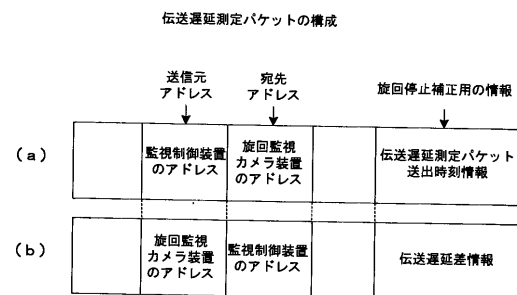 伝送遅延測定パケットの構成
送信元
アドレス
宛先
アドレス
旋回停止補正用の情報
(a)
監視制御装置
のアドレス
旋回監視
カメラ装置
のアドレス
伝送遅延測定パケット
送出時刻情報
(b)
旋回監視
カメラ装置
のアドレス
監視制御装置
のアドレス
伝送遅延差情報